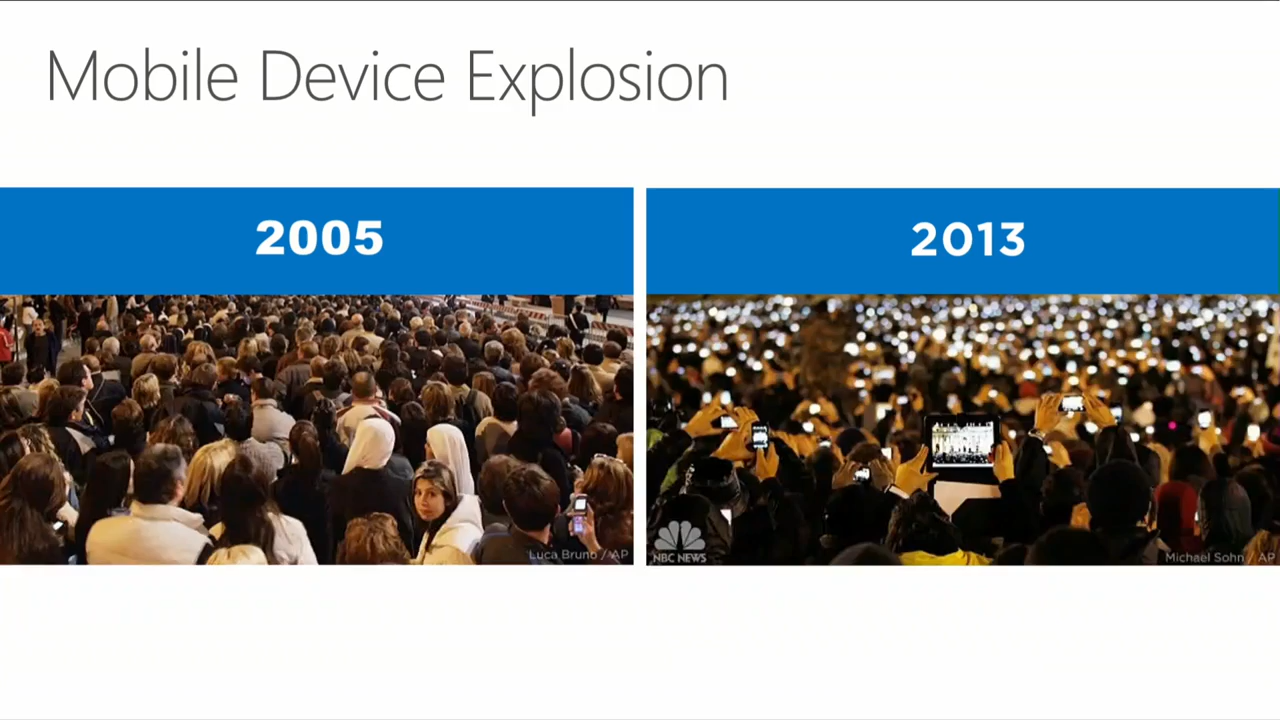 Mobile Device Explosion
2005
2013
Luca Bruno / AP
NBC NEWS
Michael Sohn / AP